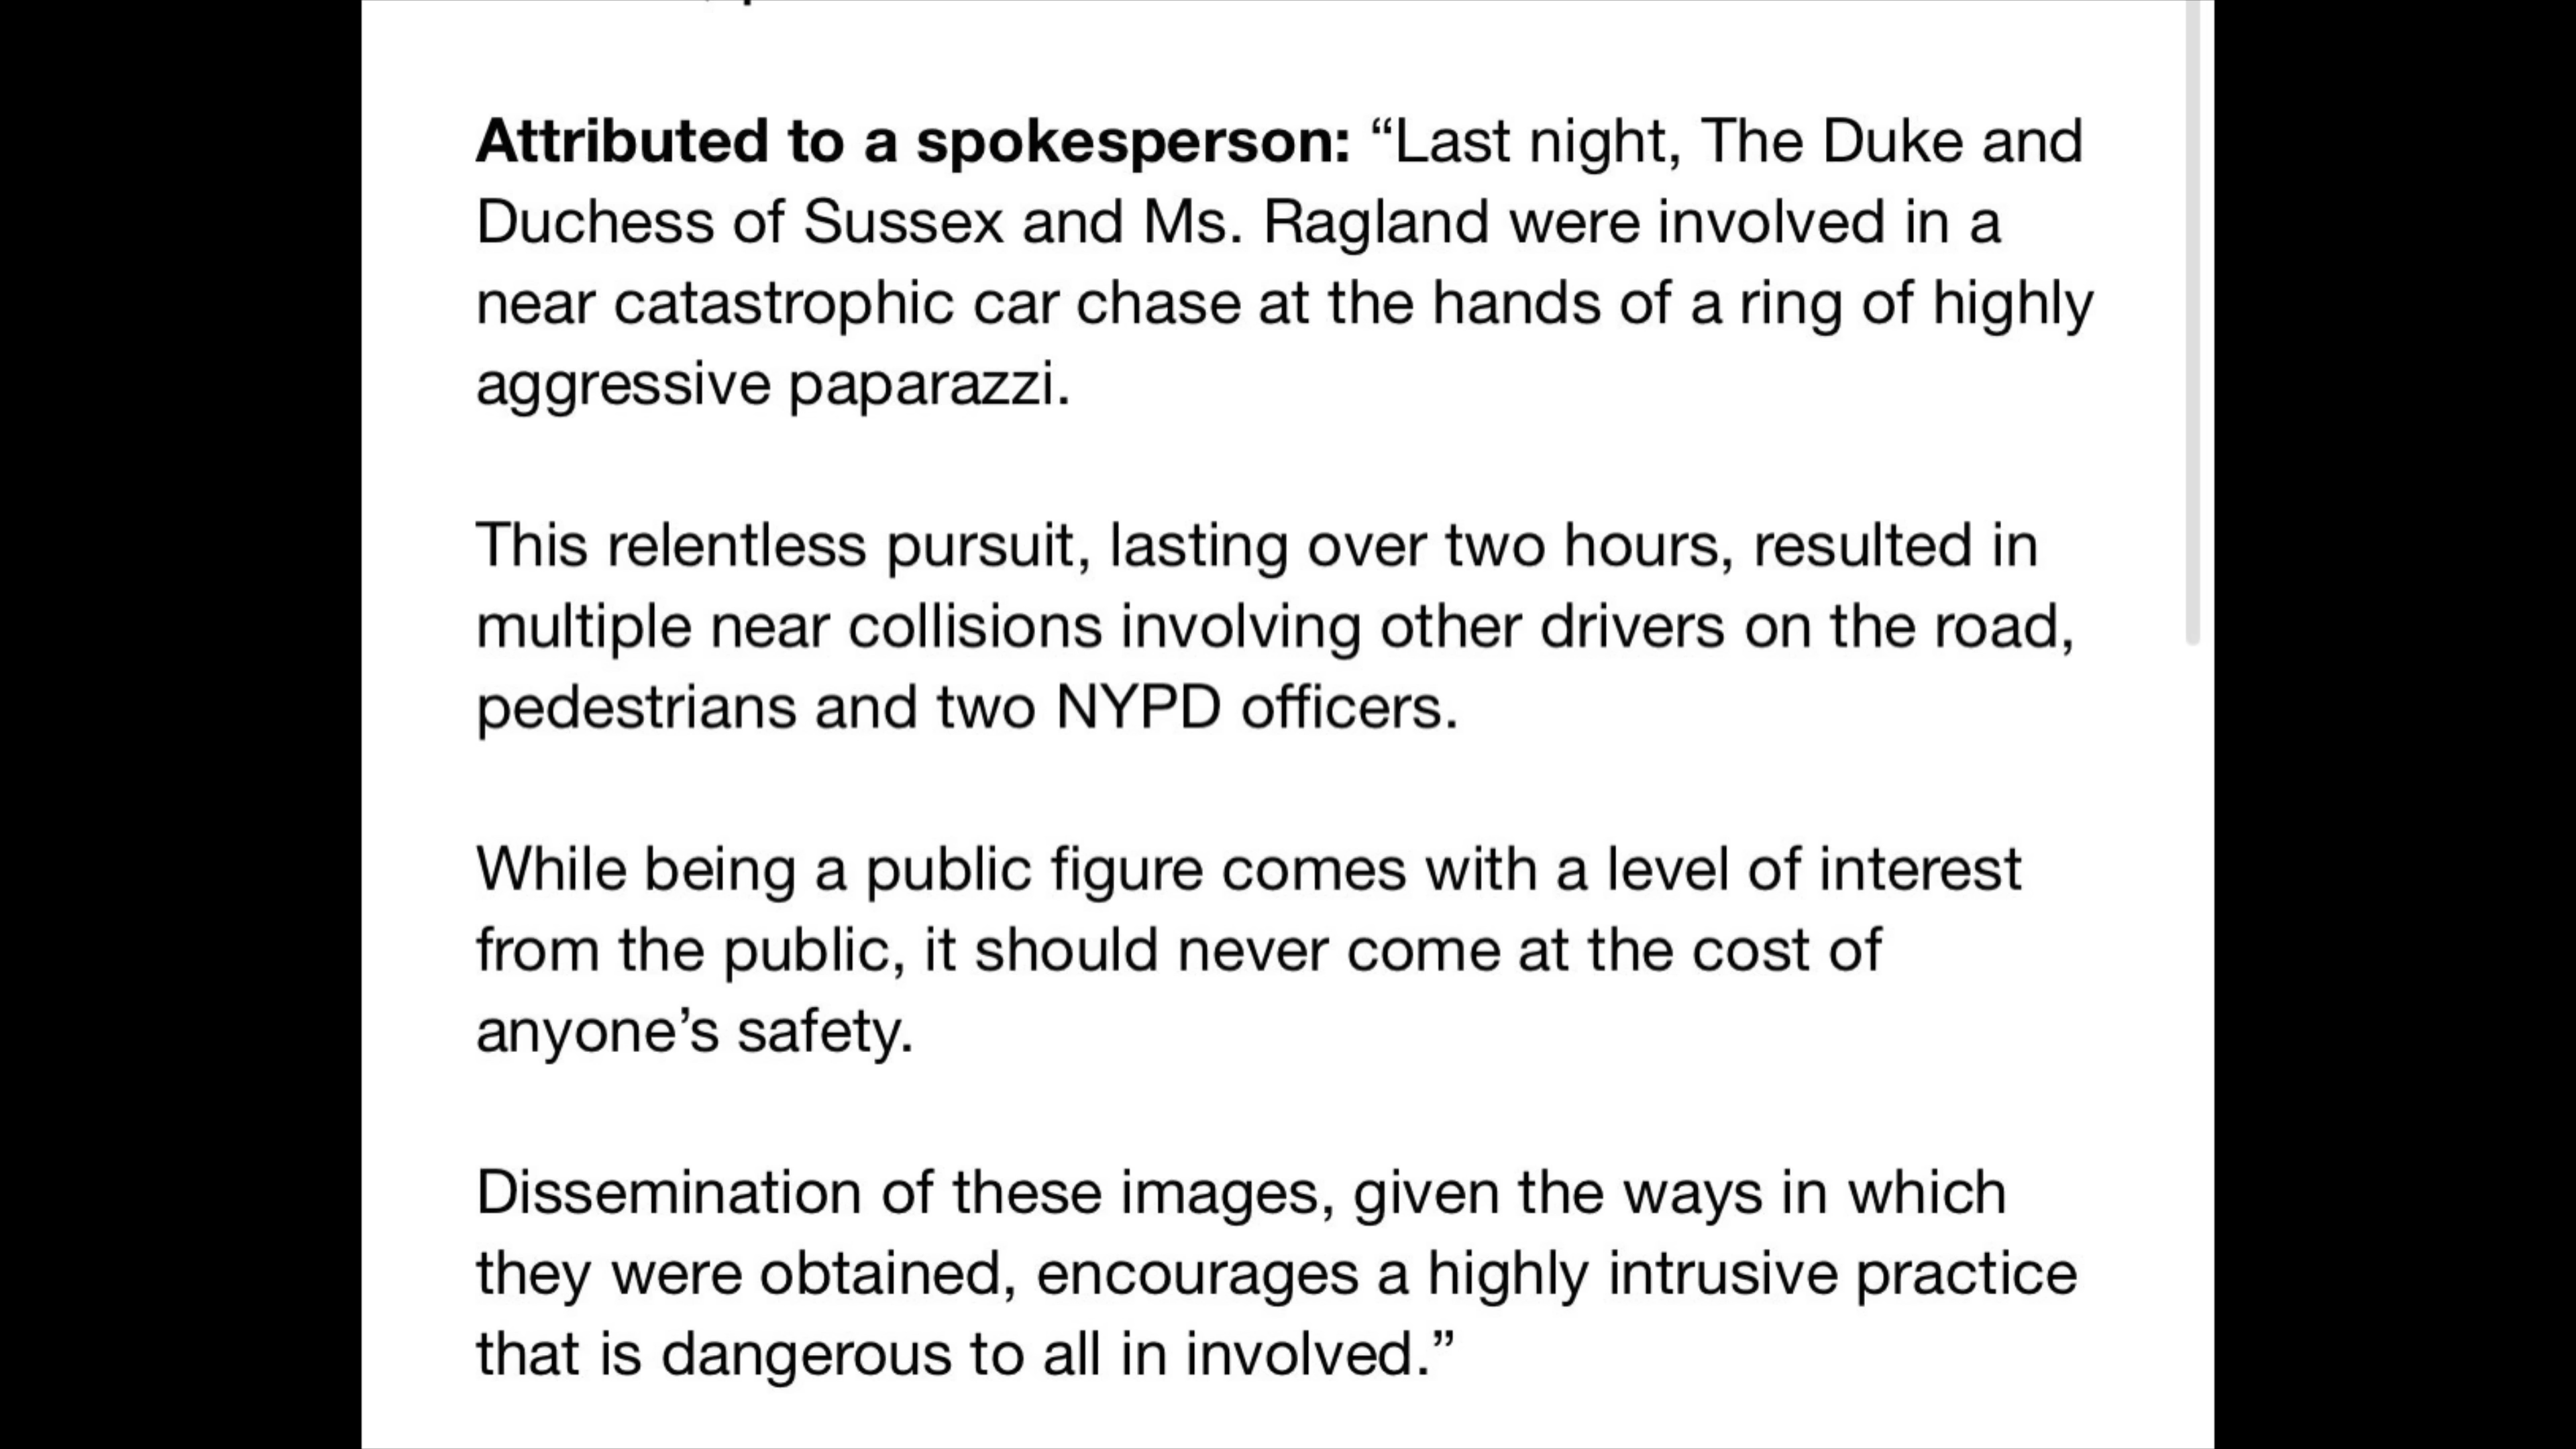 Attributed to a spokesperson: “Last night, The Duke and
Duchess of Sussex and Ms. Ragland were involved in a
near catastrophic car chase at the hands of a ring of highly
aggressive paparazzi.
This relentless pursuit, lasting over two hours, resulted in
multiple near collisions involving other drivers on the road,
pedestrians and two NYPD officers.
While being a public figure comes with a level of interest
from the public, it should never come at the cost of
anyone’s safety.
Dissemination of these images, given the ways in which
they were obtained, encourages a highly intrusive practice
that is dangerous to all in involved.”